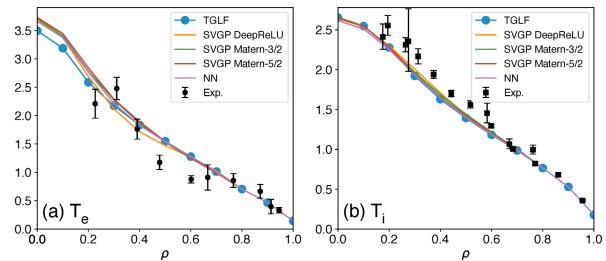 3.5
3.0
2.5
2.0
1.5
1.0
0.5
0.0
0.0
0.2
0.4
0.6
0.8
1.0
ρ
(a) Te
TGLF
SVGP DeepReLU
SVGP Matern-3/2
SVGP Matern-5/2
NN
Exp.
2.5
2.0
1.5
1.0
0.5
0.0
0.0
0.2
0.4
0.6
0.8
1.0
ρ
(b) Ti
TGLF
SVGP DeepReLU
SVGP Matern-3/2
SVGP Matern-5/2
NN
Exp.